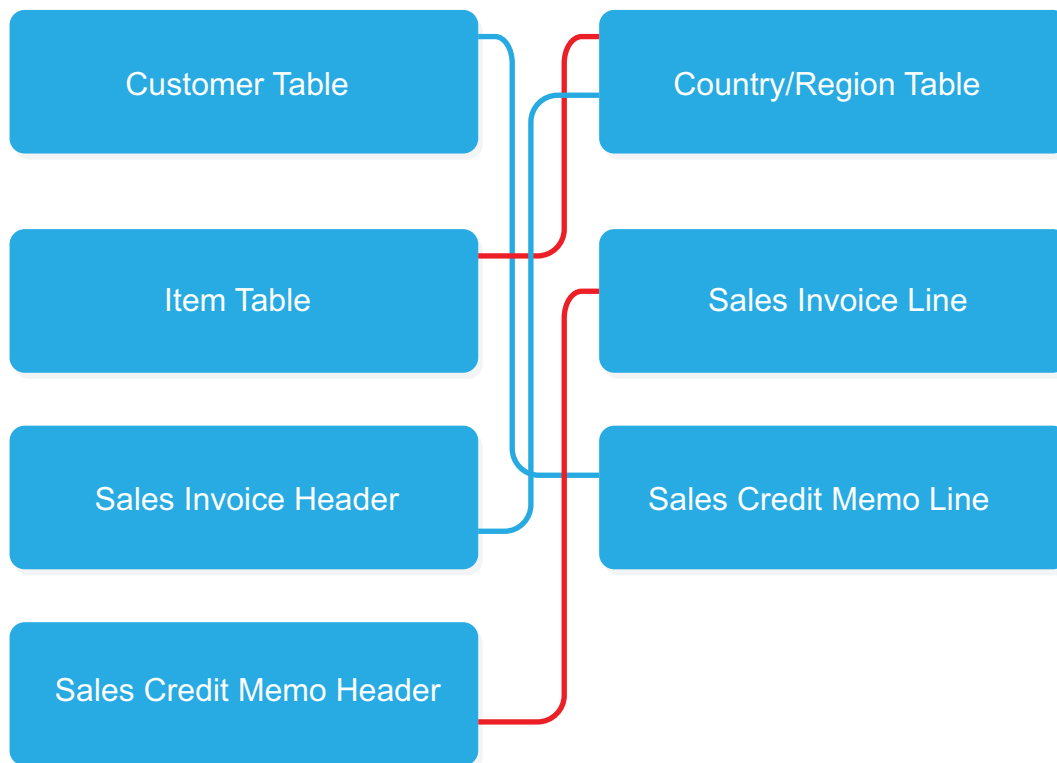 Customer Table
Country/Region Table
Item Table
Sales Invoice Line
Sales Invoice Header
Sales Credit Memo Line
Sales Credit Memo Header